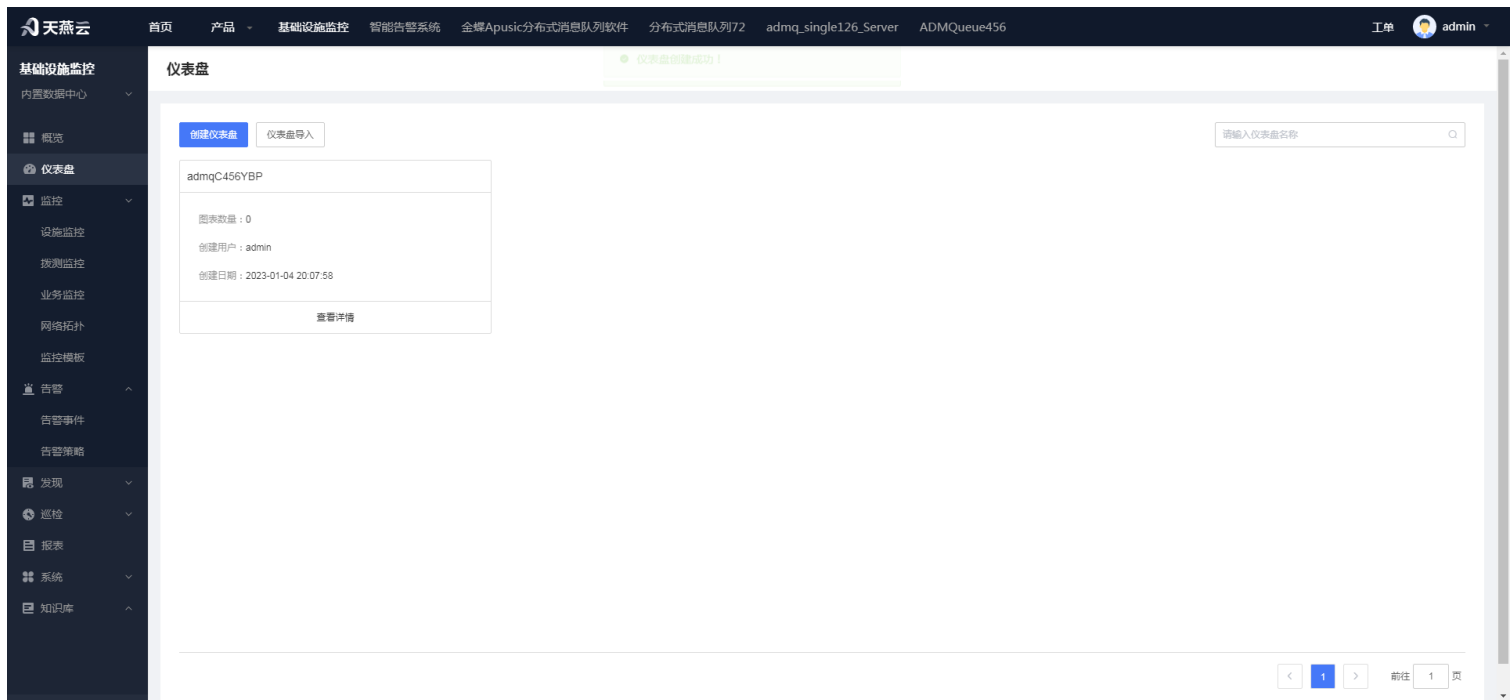 天燕云 首页 产品 基础设施监控 智能告警系统 金蝶Apusic分布式消息队列软件 分布式消息队列72 admq_single126_Server ADMQueue456 工单 admin
基础设施监控
内置数据中心
概览
仪表盘
监控
设施监控
拨测监控
业务监控
网络拓扑
监控模板
告警
告警事件
告警策略
发现
巡检
报表
系统
知识库
仪表盘
仪表盘创建成功！
创建仪表盘 仪表盘导入 请输入仪表盘名称
admqC456YBP
图表数量：0
创建用户：admin
创建日期：2023-01-04 20:07:58
查看详情
1 前往 1 页